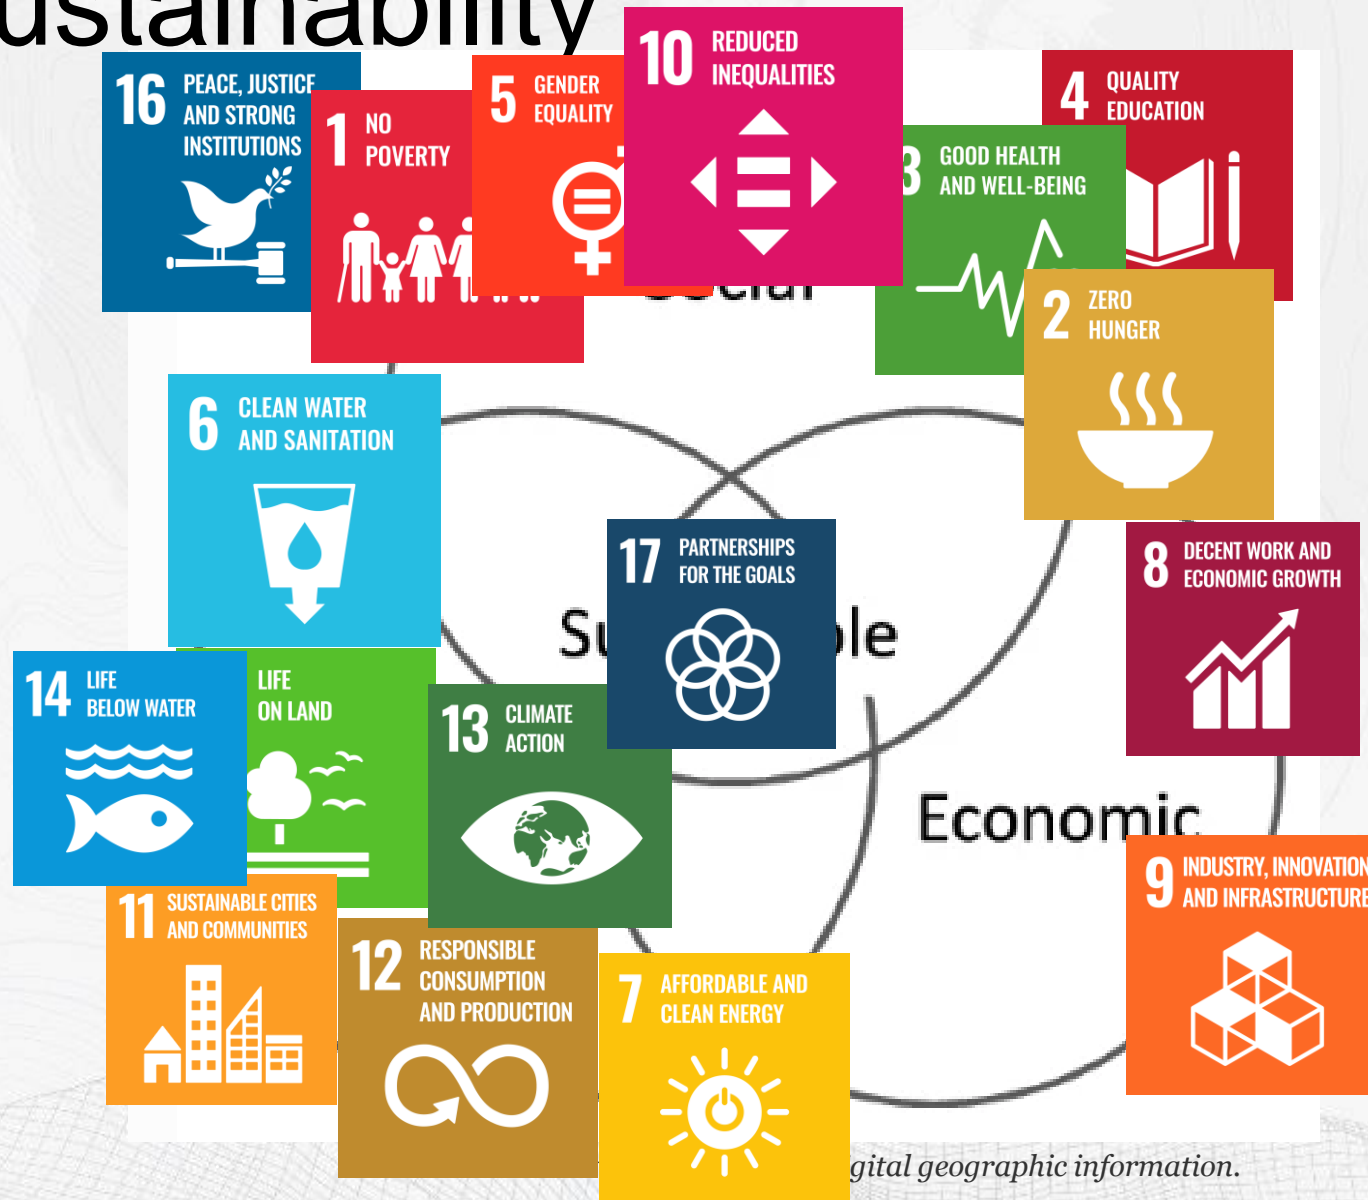 ustainability
16 PEACE, JUSTICE
AND STRONG
INSTITUTIONS
1 NO
POVERTY
5 GENDER
EQUALITY
10 REDUCED
INEQUALITIES
3 GOOD HEALTH
AND WELL-BEING
4 QUALITY
EDUCATION
Social
2 ZERO
HUNGER
6 CLEAN WATER
AND SANITATION
17 PARTNERSHIPS
FOR THE GOALS
8 DECENT WORK AND
ECONOMIC GROWTH
Su
ble
14 LIFE
BELOW WATER
LIFE
ON LAND
13 CLIMATE
ACTION
Economic
9 INDUSTRY, INNOVATION
AND INFRASTRUCTURE
11 SUSTAINABLE CITIES
AND COMMUNITIES
12 RESPONSIBLE
CONSUMPTION
AND PRODUCTION
7 AFFORDABLE AND
CLEAN ENERGY
gital geographic information.